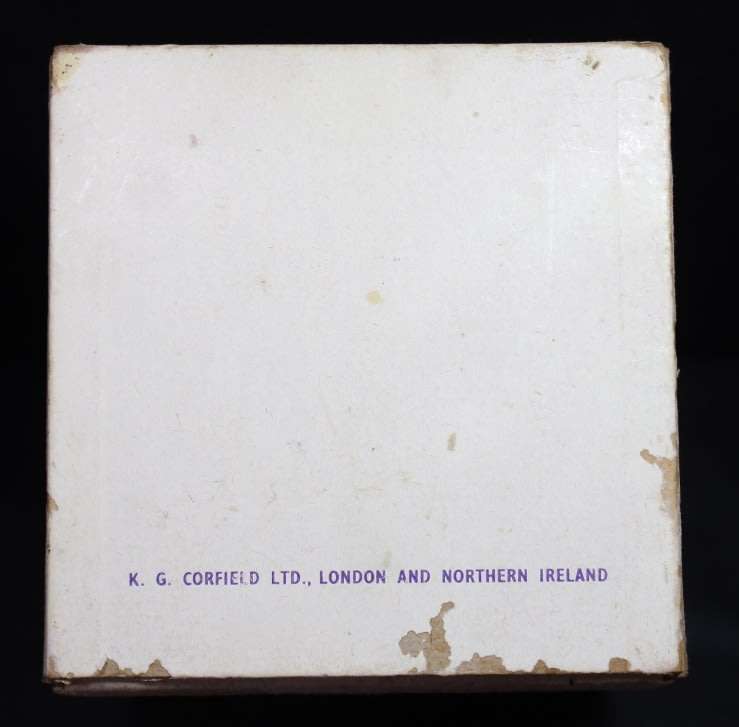 K. G. CORFIELD LTD., LONDON AND NORTHERN IRELAND